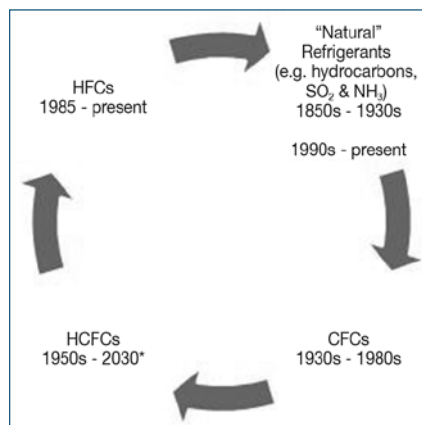 “Natural”
Refrigerants
(e.g. hydrocarbons,
SO₂ & NH₃)
1850s - 1930s
1990s - present
HFCs
1985 - present
HCFCs
1950s - 2030*
CFCs
1930s - 1980s